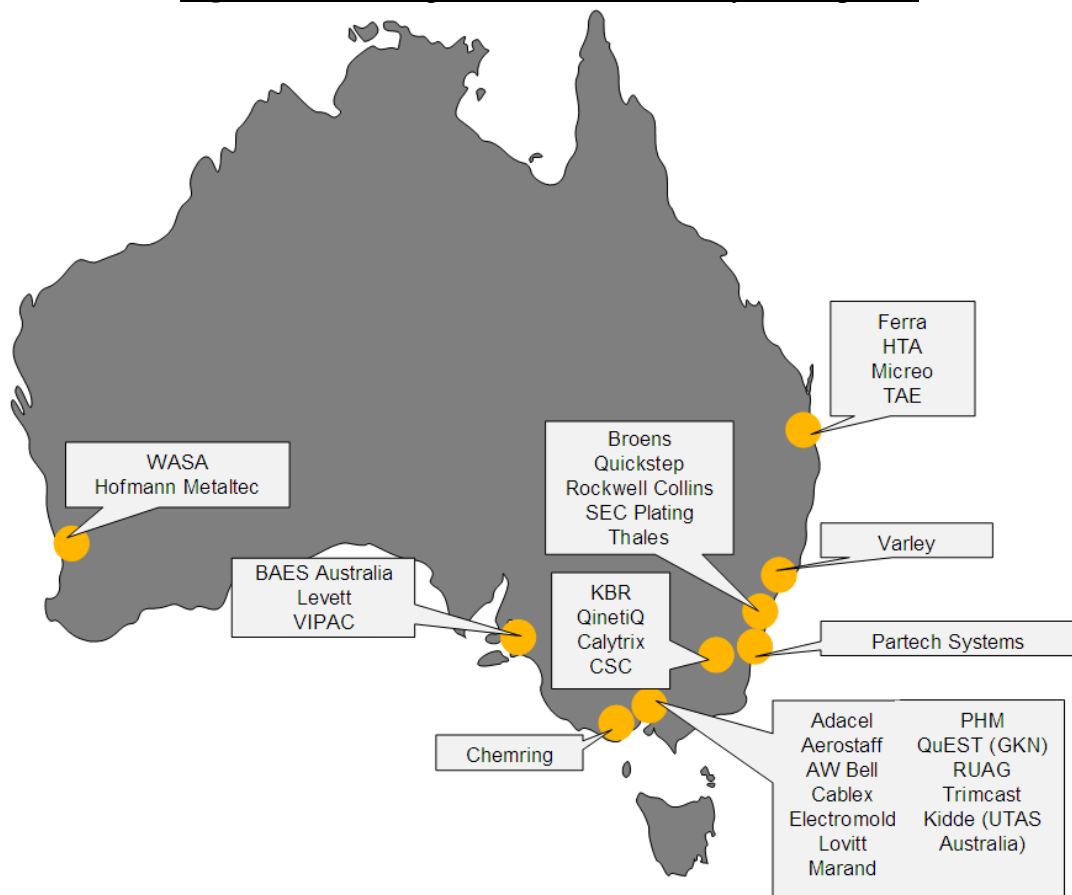 Ferra
HTA
Micreo
TAE
Broens
Quickstep
Rockwell Collins
SEC Plating
Thales
WASA
Hofmann Metaltec
Varley
BAES Australia
Levett
VIPAC
KBR
QinetiQ
Calytrix
CSC
Partech Systems
Chemring
Adacel
Aerostaff
AW Bell
Cablex
Electromold
Lovitt
Marand
PHM
QuEST (GKN)
RUAG
Trimcast
Kidde (UTAS
Australia)